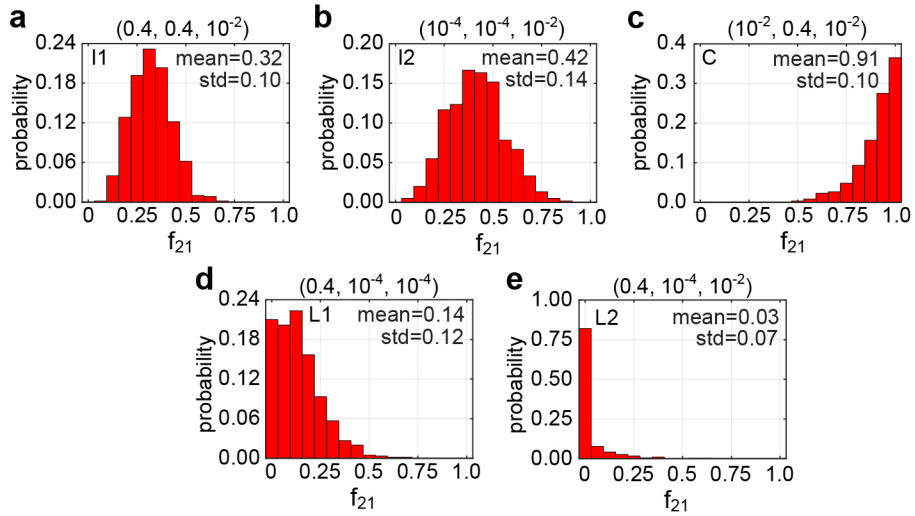 a
(0.4, 0.4, 10⁻²)
I1
mean=0.32
std=0.10
probability
0.24
0.18
0.12
0.06
0.00
0 0.25 0.5 0.75 1.0
f₂₁
b
(10⁻⁴, 10⁻⁴, 10⁻²)
I2
mean=0.42
std=0.14
probability
0.20
0.15
0.10
0.05
0.00
0 0.25 0.5 0.75 1.0
f₂₁
c
(10⁻², 0.4, 10⁻²)
C
mean=0.91
std=0.10
probability
0.4
0.3
0.2
0.1
0.0
0 0.25 0.5 0.75 1.0
f₂₁
d
(0.4, 10⁻⁴, 10⁻⁴)
L1
mean=0.14
std=0.12
probability
0.24
0.18
0.12
0.06
0.00
0 0.25 0.5 0.75 1.0
f₂₁
e
(0.4, 10⁻⁴, 10⁻²)
L2
mean=0.03
std=0.07
probability
1.00
0.75
0.50
0.25
0.00
0 0.25 0.5 0.75 1.0
f₂₁